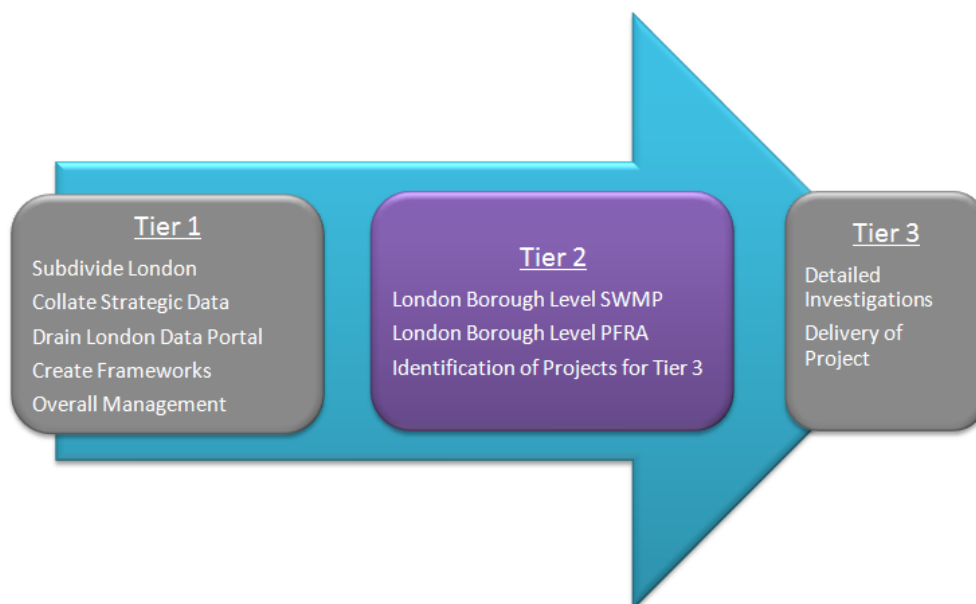 Tier 1
Subdivide London
Collate Strategic Data
Drain London Data Portal
Create Frameworks
Overall Management
Tier 2
London Borough Level SWMP
London Borough Level PFRA
Identification of Projects for Tier 3
Tier 3
Detailed
Investigations
Delivery of
Project